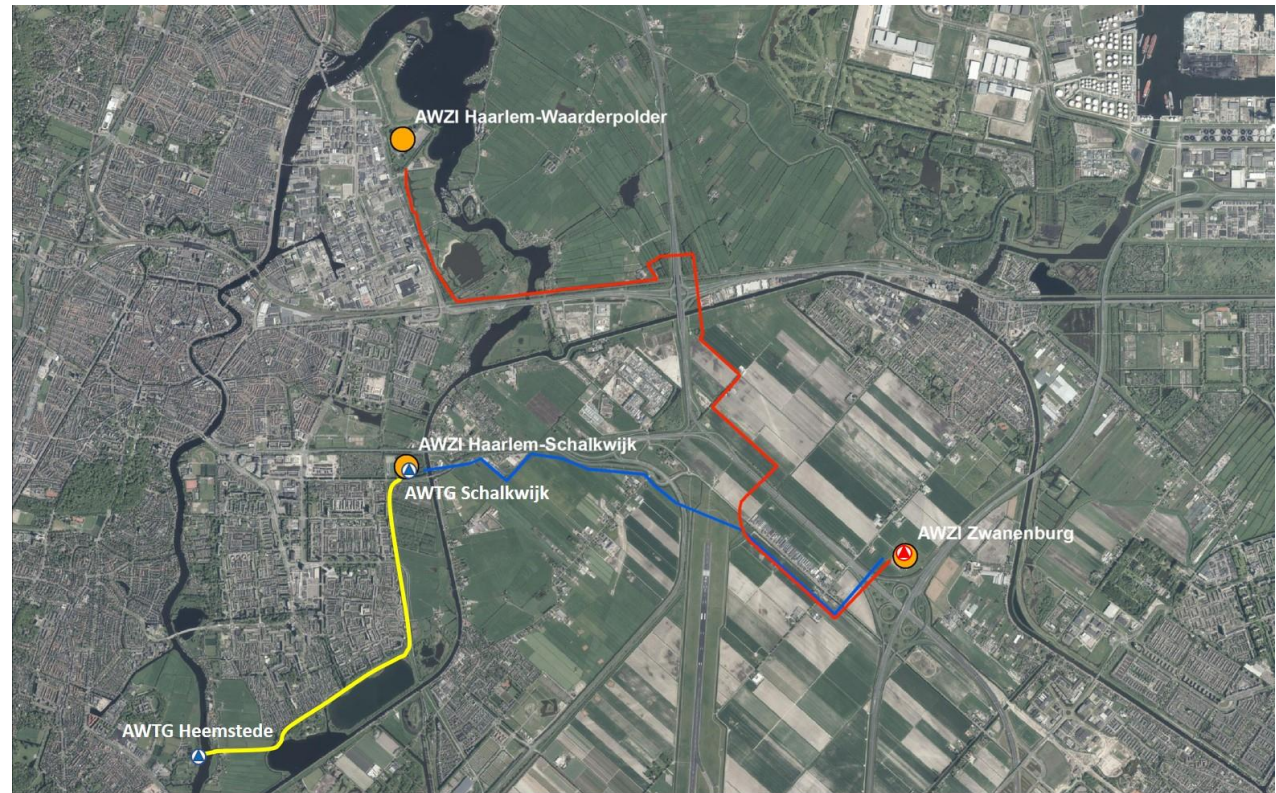 AWZI Haarlem-Waarderpolder
AWZI Haarlem-Schalkwijk
AWTG Schalkwijk
AWZI Zwanenburg
AWTG Heemstede